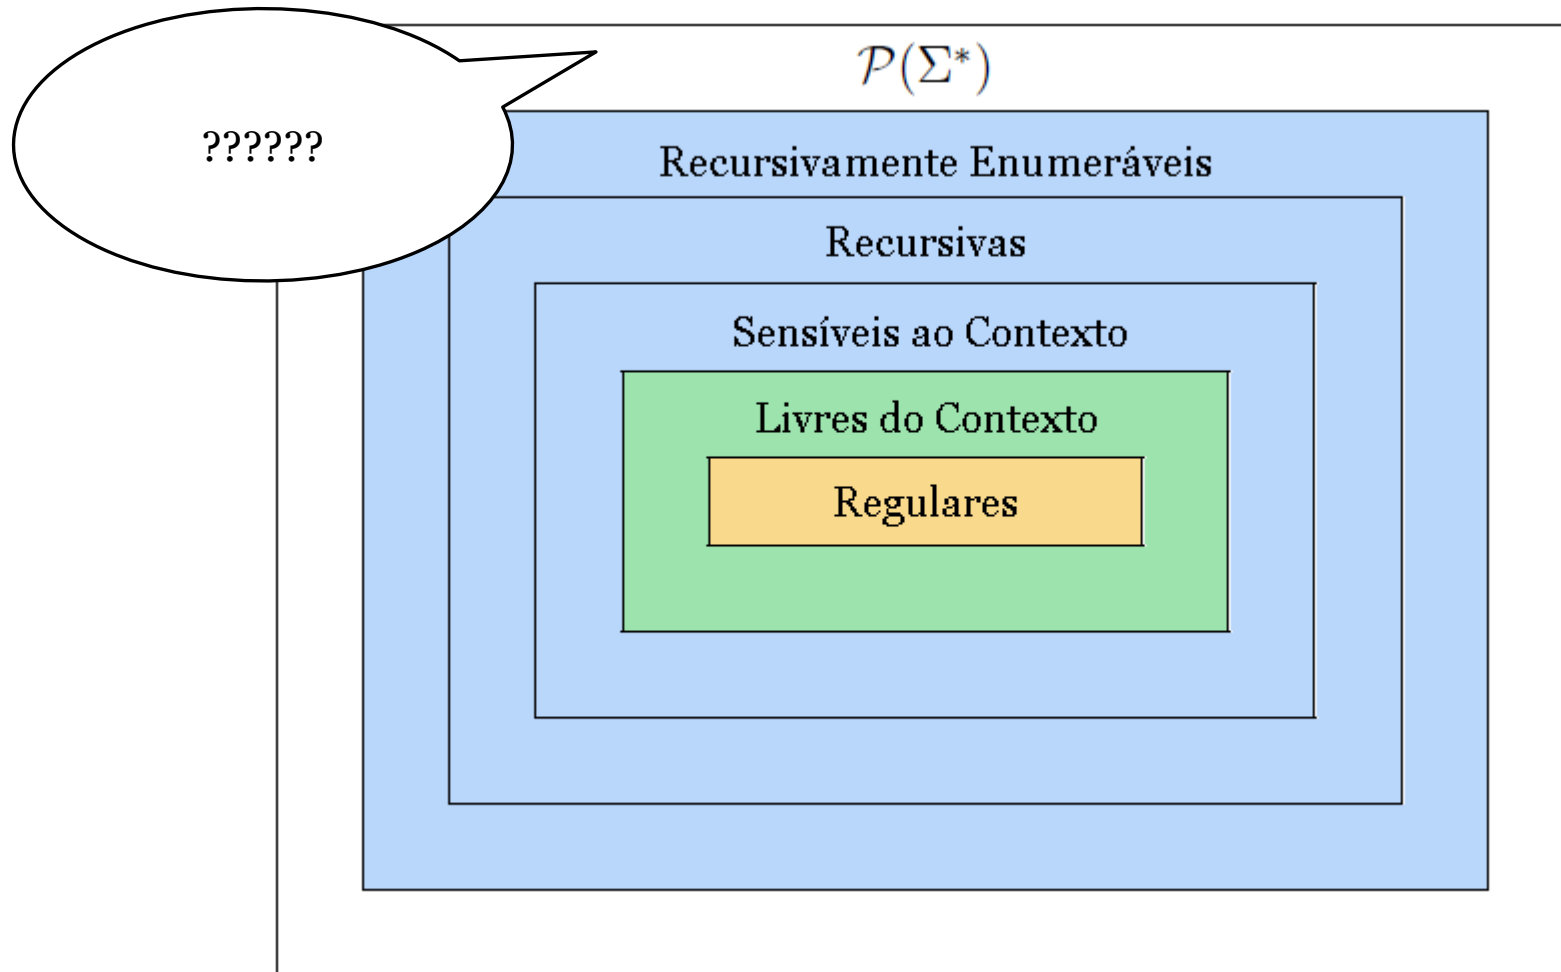 𝒫(Σ*)
??????
Recursivamente Enumeráveis
Recursivas
Sensíveis ao Contexto
Livres do Contexto
Regulares